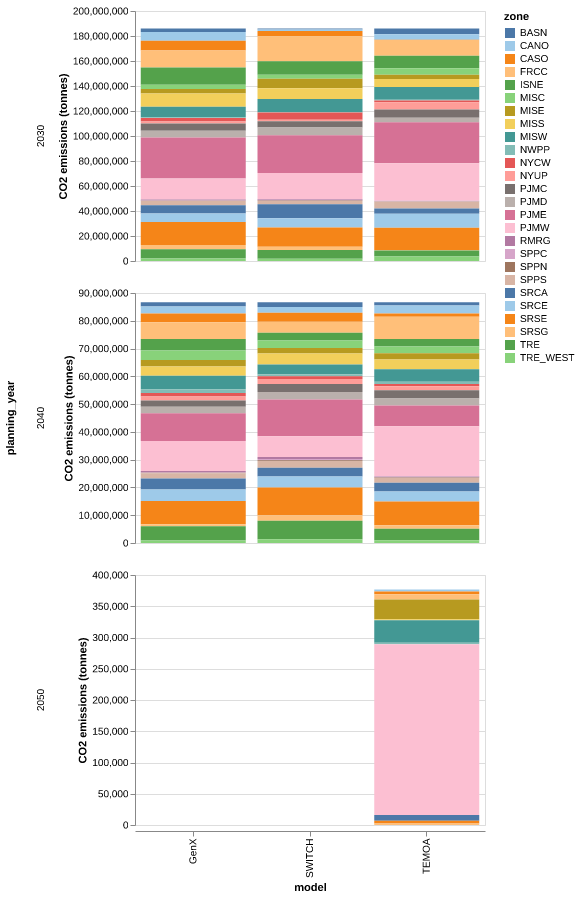 zone
BASN
CANO
CASO
FRCC
ISNE
MISC
MISE
MISS
MISW
NWPP
NYCW
NYUP
PJMC
PJMD
PJME
PJMW
RMRG
SPPC
SPPN
SPPS
SRCA
SRCE
SRSE
SRSG
TRE
TRE_WEST
planning_year
2030
CO2 emissions (tonnes)
200,000,000
180,000,000
160,000,000
140,000,000
120,000,000
100,000,000
80,000,000
60,000,000
40,000,000
20,000,000
0
2040
CO2 emissions (tonnes)
90,000,000
80,000,000
70,000,000
60,000,000
50,000,000
40,000,000
30,000,000
20,000,000
10,000,000
0
2050
CO2 emissions (tonnes)
400,000
350,000
300,000
250,000
200,000
150,000
100,000
50,000
0
GenX
SWITCH
TEMOA
model